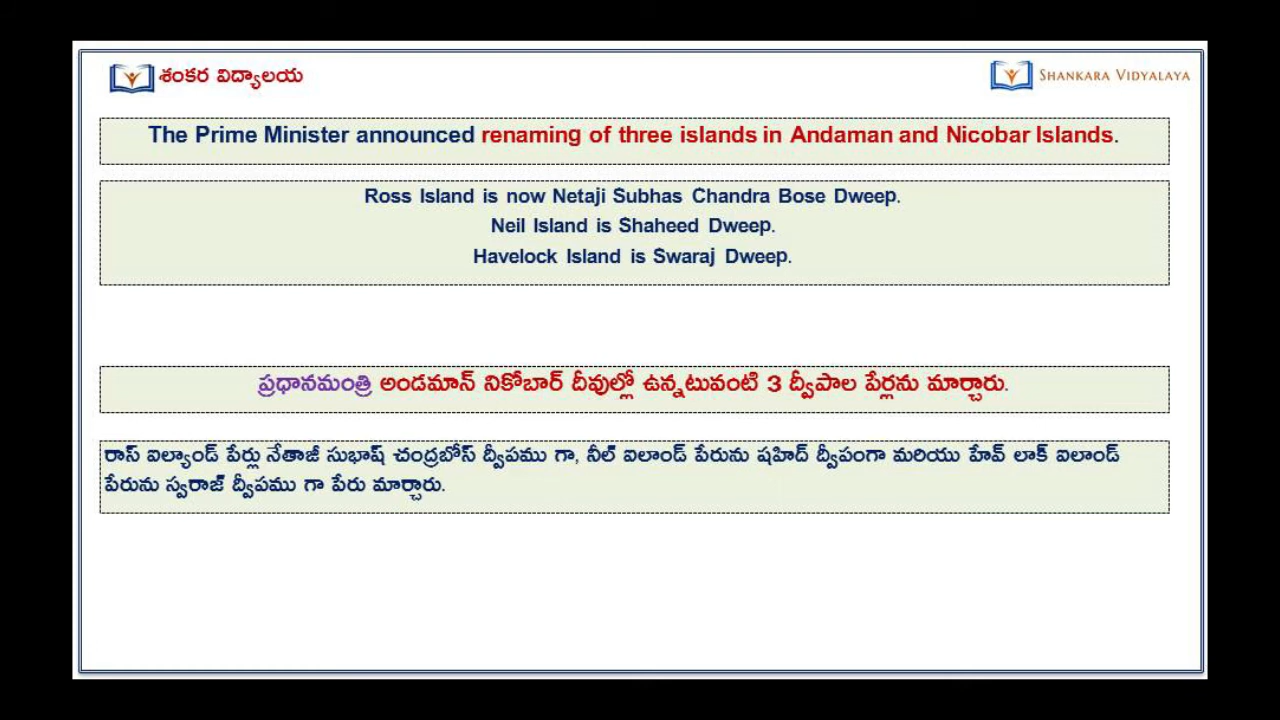 శంకర విద్యాలయ
SHANKARA VIDYALAYA
The Prime Minister announced renaming of three islands in Andaman and Nicobar Islands.
Ross Island is now Netaji Subhas Chandra Bose Dweep.
Neil Island is Shaheed Dweep.
Havelock Island is Swaraj Dweep.
ప్రధానమంత్రి అండమాన్ నికోబార్ దీవుల్లో ఉన్నటువంటి 3 ద్వీపాల పేర్లను మార్చారు.
రాస్ ఐల్యాండ్ పేర్లు నేతాజీ సుభాష్ చంద్రబోస్ ద్వీపము గా, నీల్ ఐలాండ్ పేరును షహీద్ ద్వీపంగా మరియు హేవ్ లాక్ ఐలాండ్
పేరును స్వరాజ్ ద్వీపము గా పేరు మార్చారు.